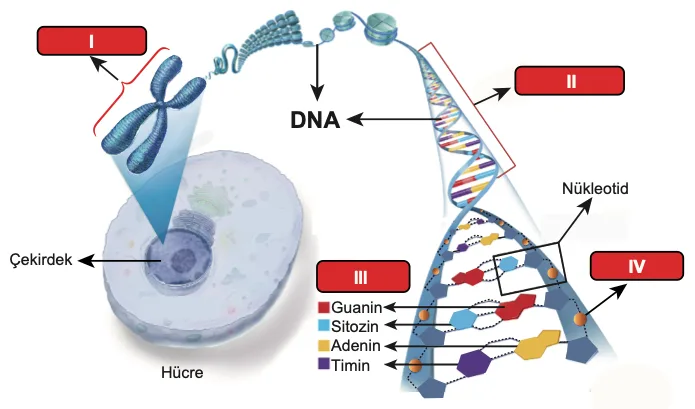 I
II
DNA
Nükleotid
Çekirdek
III
IV
Guanin
Sitozin
Adenin
Timin
Hücre